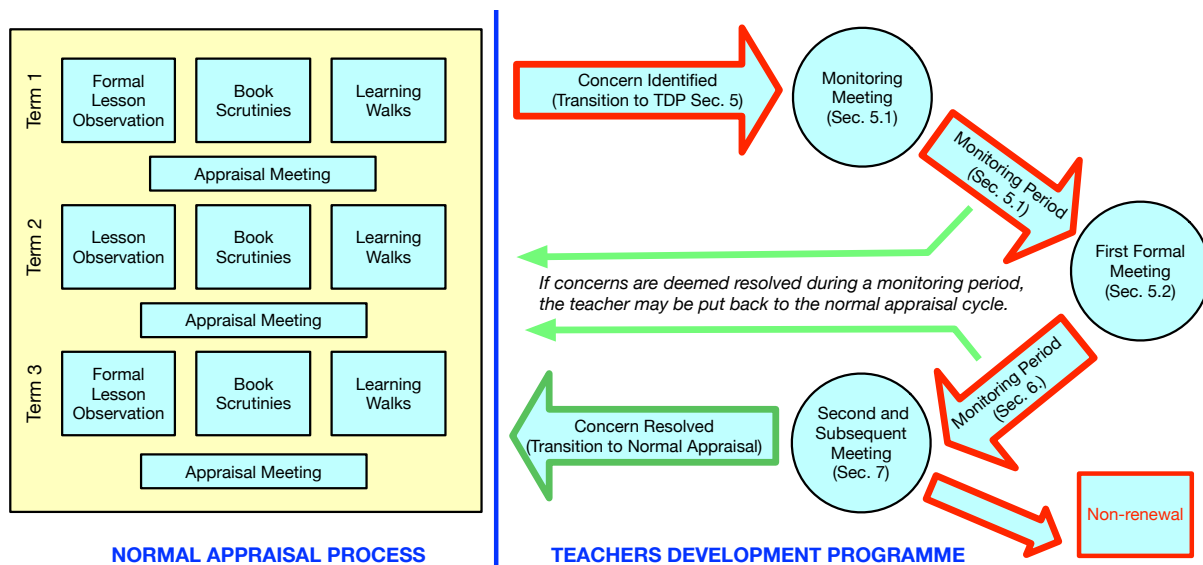 Term 1
Formal
Lesson
Observation
Book
Scrutinies
Learning
Walks
Appraisal Meeting
Term 2
Lesson
Observation
Book
Scrutinies
Learning
Walks
Appraisal Meeting
Term 3
Formal
Lesson
Observation
Book
Scrutinies
Learning
Walks
Appraisal Meeting
NORMAL APPRAISAL PROCESS
Concern Identified
(Transition to TDP Sec. 5)
Monitoring
Meeting
(Sec. 5.1)
Monitoring Period
(Sec. 5.1)
First Formal
Meeting
(Sec. 5.2)
If concerns are deemed resolved during a monitoring period,
the teacher may be put back to the normal appraisal cycle.
Monitoring Period
(Sec. 6.)
Second and
Subsequent
Meeting
(Sec. 7)
Concern Resolved
(Transition to Normal Appraisal)
Non-renewal
TEACHERS DEVELOPMENT PROGRAMME